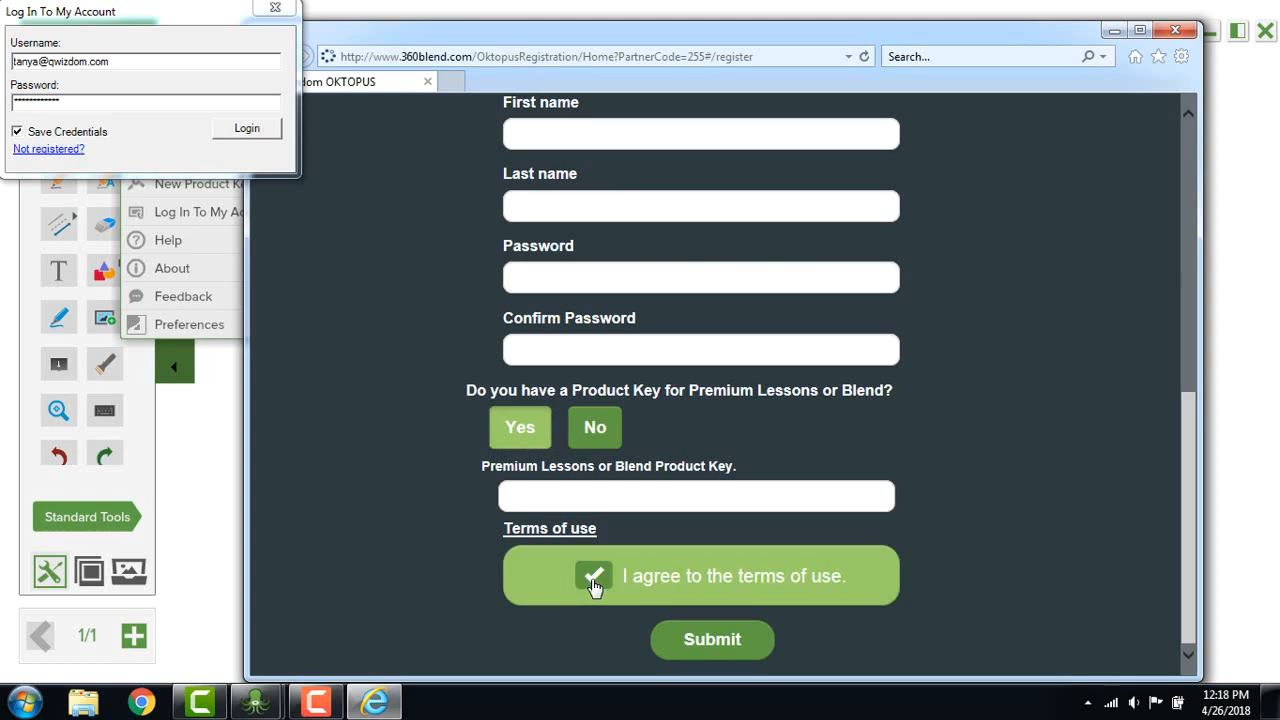 Log In To My Account
Username:
tanya@qwizdom.com
Password:
************
Save Credentials
Login
Not registered?
http://www.360blend.com/OktopusRegistration/Home?PartnerCode=255#/register
Search...
dom OKTOPUS
New Product K
Log In To My Ac
Help
About
Feedback
Preferences
T
Standard Tools
1/1
First name
Last name
Password
Confirm Password
Do you have a Product Key for Premium Lessons or Blend?
Yes
No
Premium Lessons or Blend Product Key.
Terms of use
I agree to the terms of use.
Submit
12:18 PM
4/26/2018